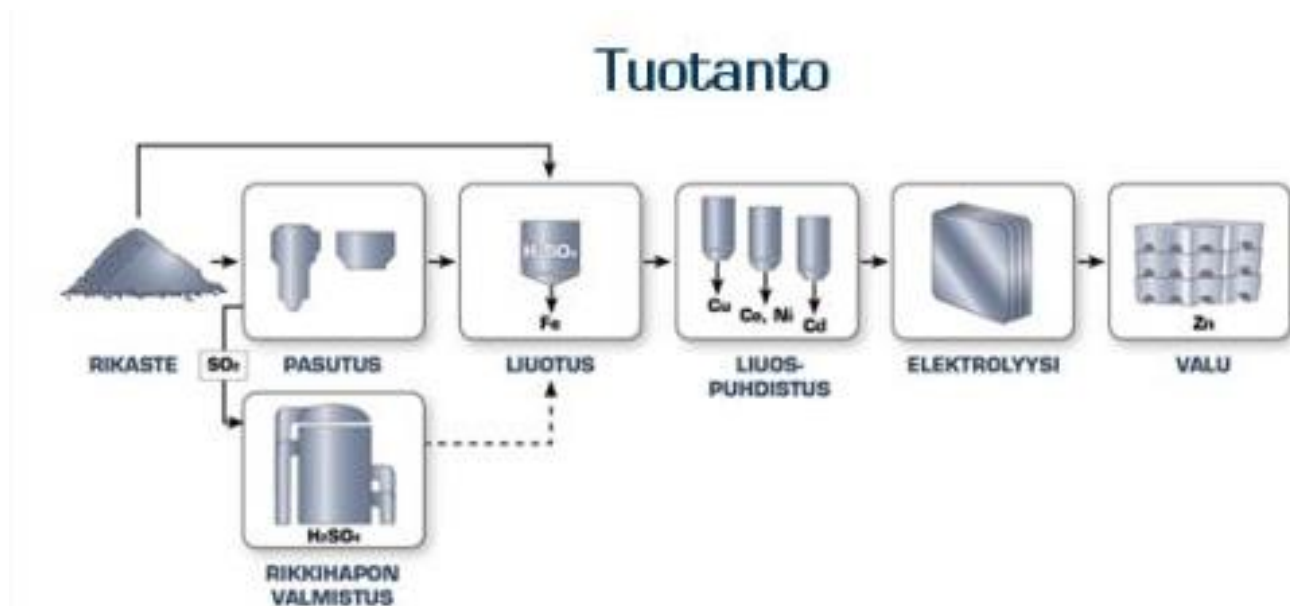 Tuotanto
H₂SO₄
Fe
Cu
Co, Ni
Cd
Zn
RIKASTE
SO₂
PASUTUS
LIUOTUS
LIUOS-
PUHDISTUS
ELEKTROLYYSI
VALU
H₂SO₄
RIKKIHAPON
VALMISTUS